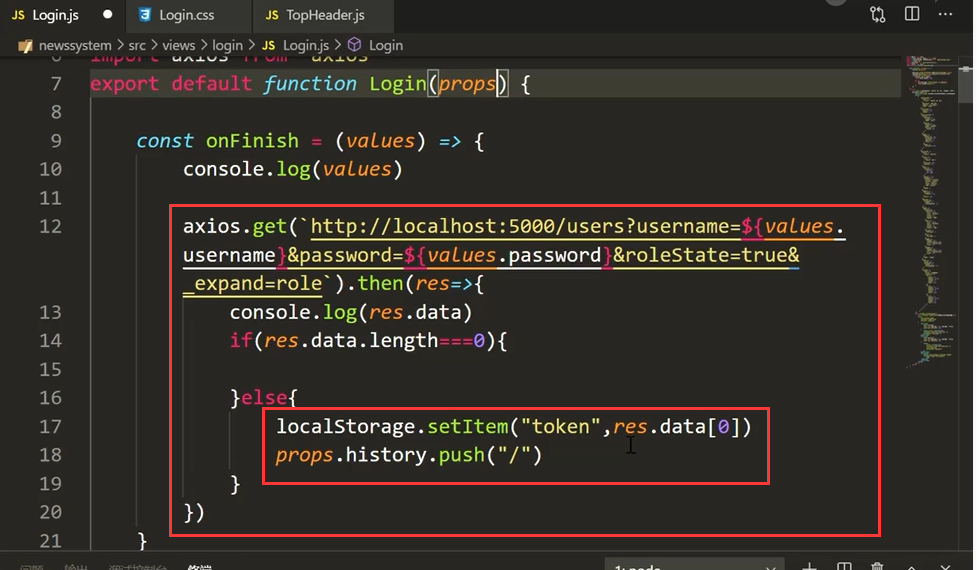 JS Login.js
Login.css
JS TopHeader.js
newssystem > src > views > login > JS Login.js > Login
6 import axios from 'axios'
7 export default function Login(props) {
8
9 const onFinish = (values) => {
10 console.log(values)
11
12 axios.get(`http://localhost:5000/users?username=${values.
username}&password=${values.password}&roleState=true&
_expand=role`).then(res=>{
13 console.log(res.data)
14 if(res.data.length===0){
15
16 }else{
17 localStorage.setItem("token",res.data[0])
18 props.history.push("/")
19 }
20 })
21 }
问题 输出 调试控制台 终端
1: node